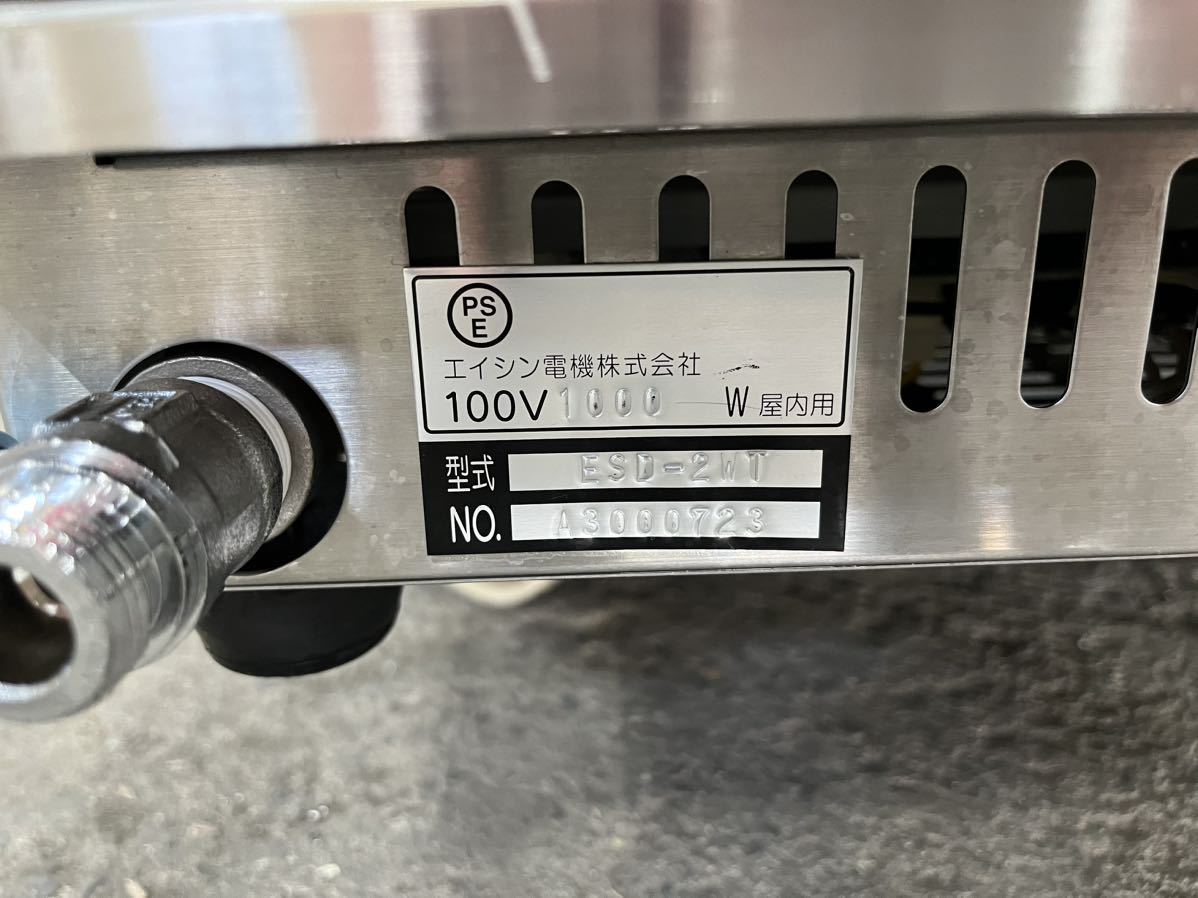 PS
E
エイシン電機株式会社
100V 1000 W 屋内用
型式 ESD-2WT
NO. A3000723